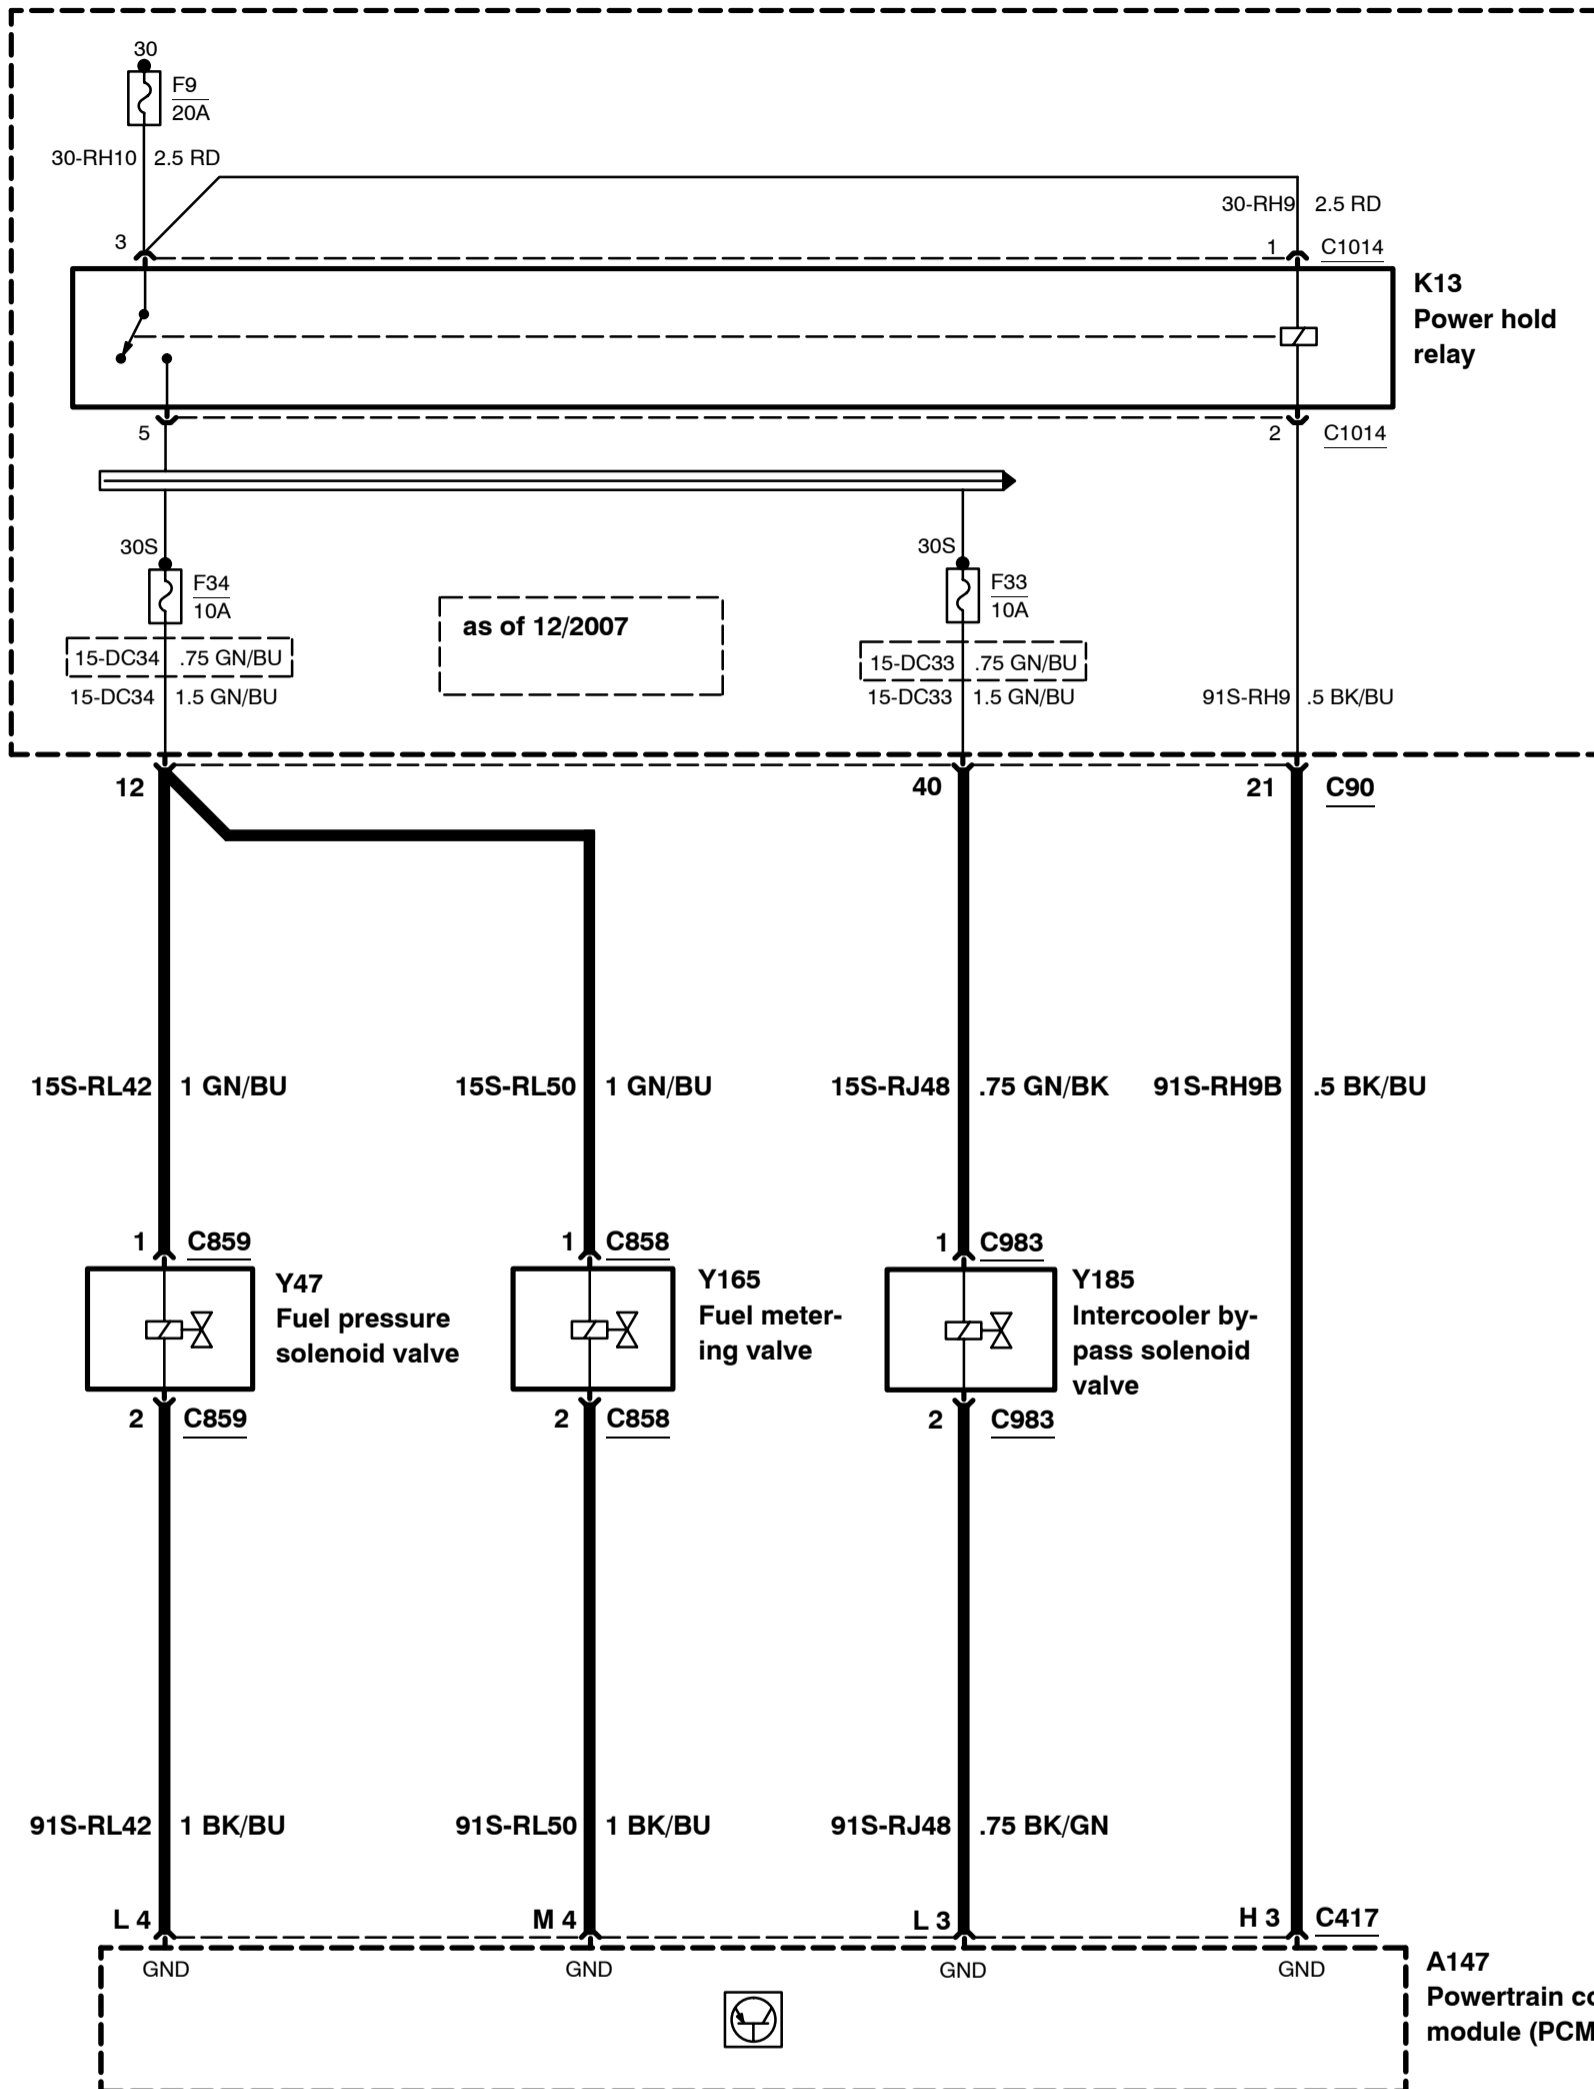 30
F9
20A
30-RH10 2.5 RD
30-RH9 2.5 RD
3 1 C1014
K13
Power hold
relay
5 2 C1014
30S 30S
F34 F33
10A 10A
as of 12/2007
15-DC34 .75 GN/BU 15-DC33 .75 GN/BU
15-DC34 1.5 GN/BU 15-DC33 1.5 GN/BU 91S-RH9 .5 BK/BU
12 40 21 C90
15S-RL42 1 GN/BU 15S-RL50 1 GN/BU 15S-RJ48 .75 GN/BK 91S-RH9B .5 BK/BU
1 C859 1 C858 1 C983
Y47
Fuel pressure
solenoid valve
Y165
Fuel meter-
ing valve
Y185
Intercooler by-
pass solenoid
valve
2 C859 2 C858 2 C983
91S-RL42 1 BK/BU 91S-RL50 1 BK/BU 91S-RJ48 .75 BK/GN
L 4 M 4 L 3 H 3 C417
GND GND GND GND
A147
Powertrain co
module (PCM